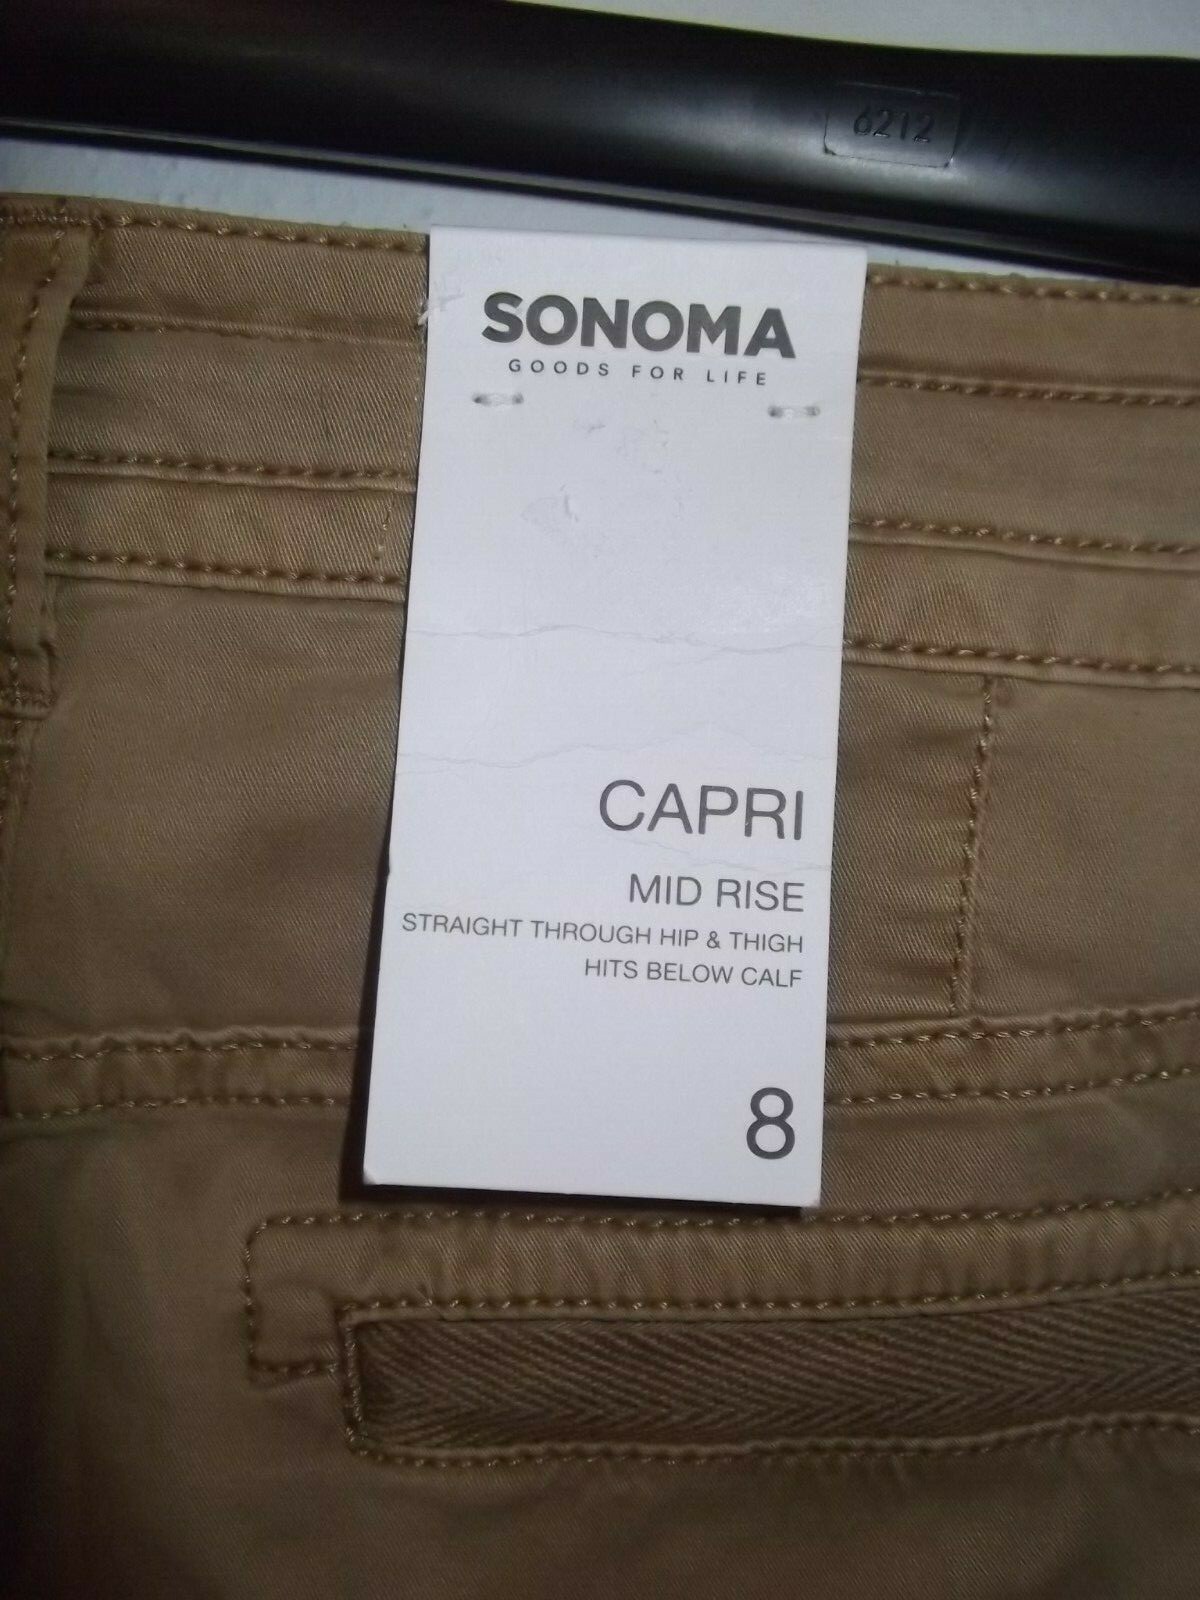 6212
SONOMA
GOODS FOR LIFE
CAPRI
MID RISE
STRAIGHT THROUGH HIP & THIGH
HITS BELOW CALF
8